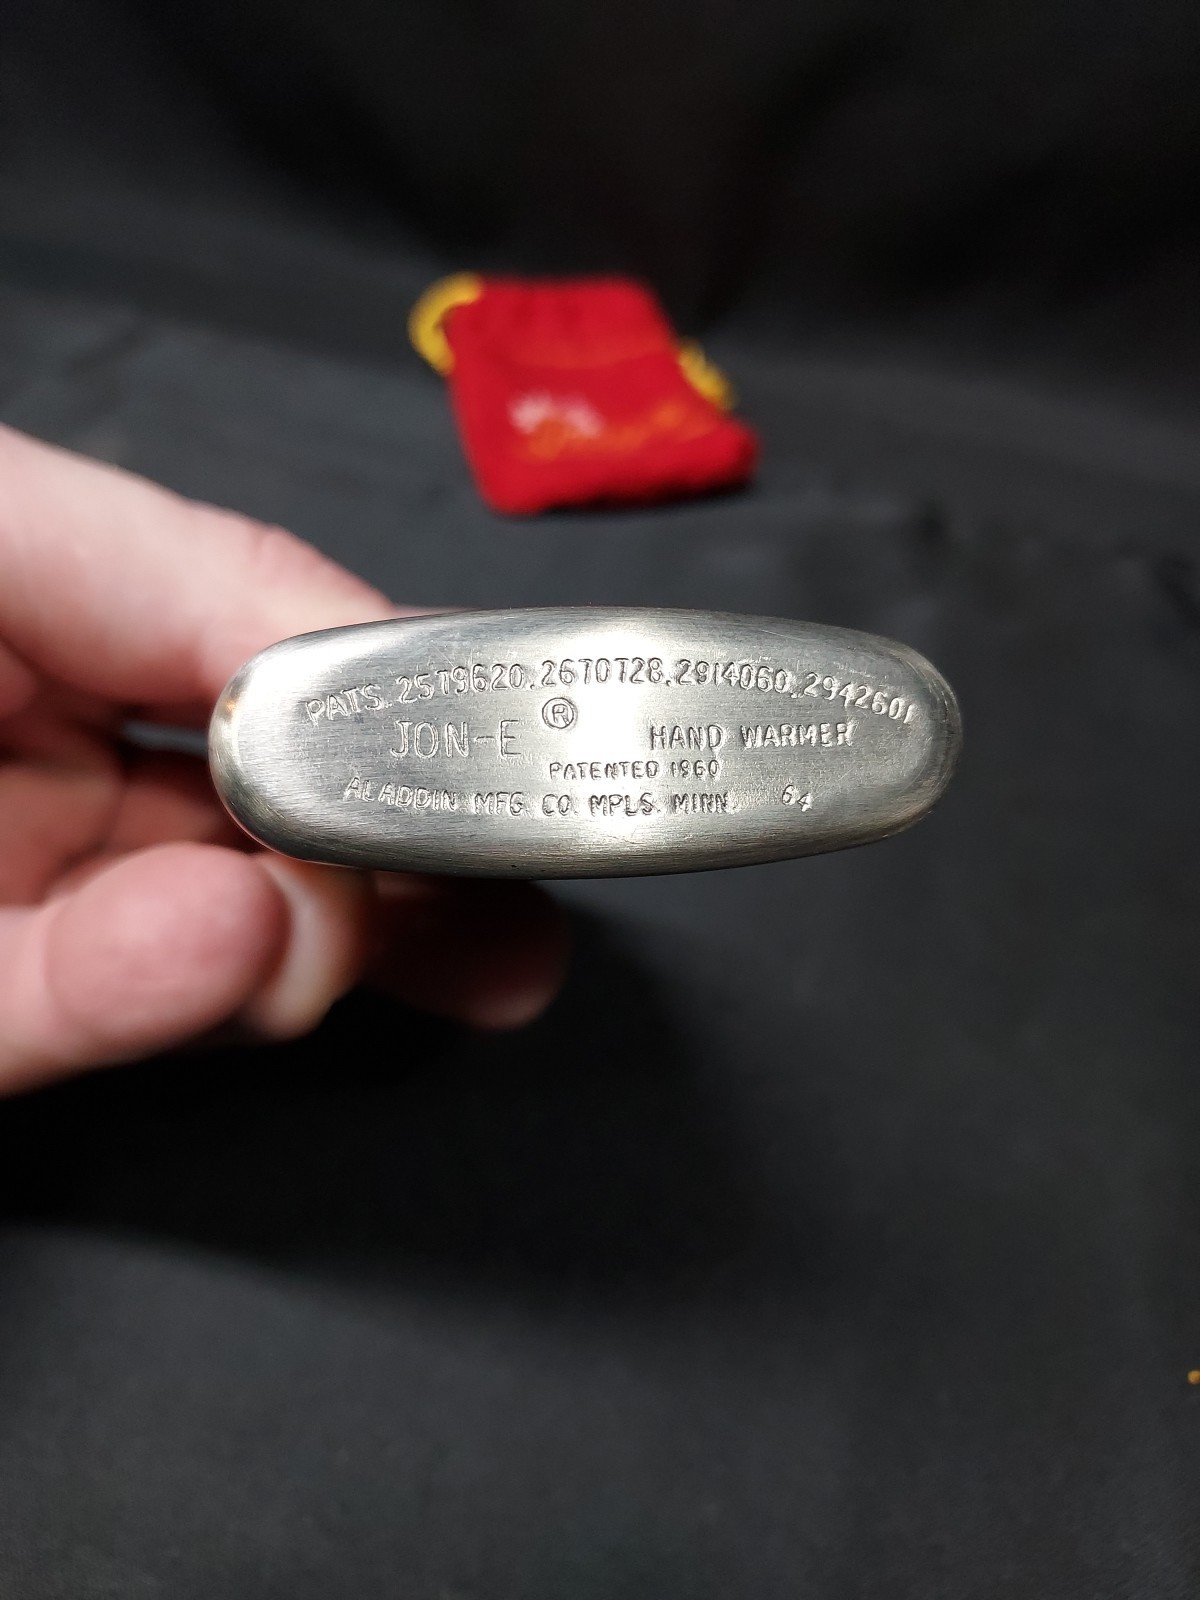 PATS. 2579620. 2670728. 2914060. 2942601
JON-E ® HAND WARMER
PATENTED 1960
ALADDIN MFG. CO. MPLS. MINN. 64